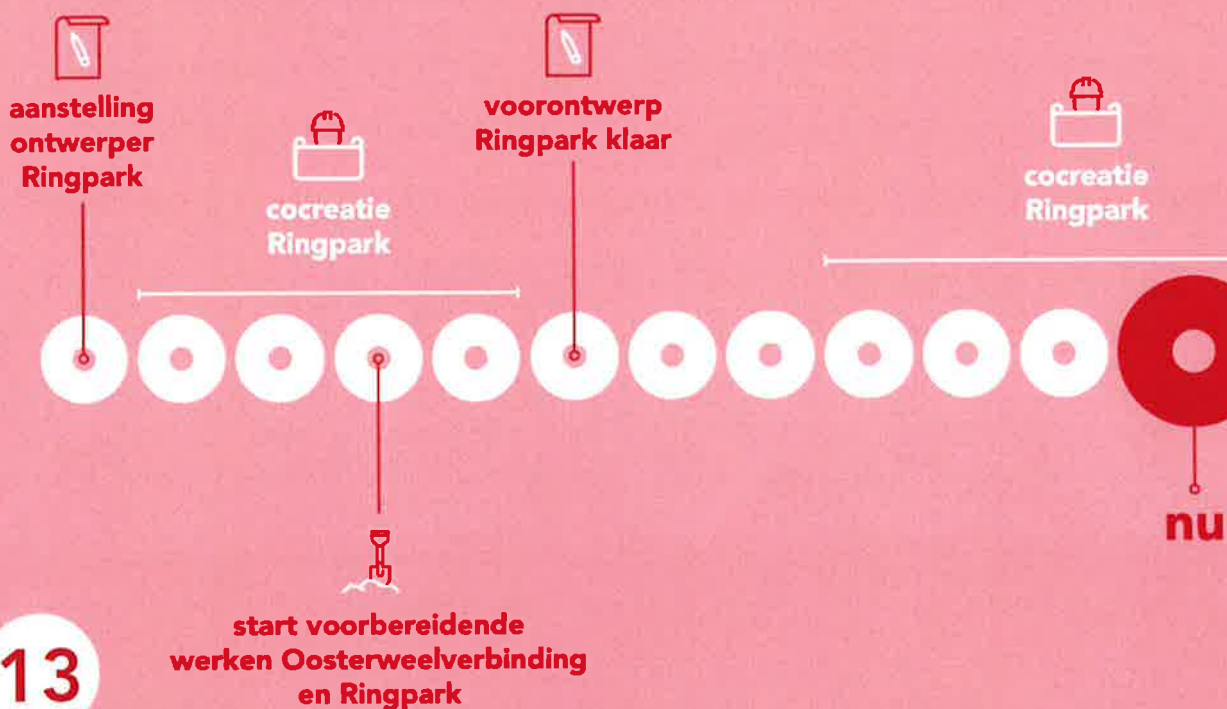 aanstelling
ontwerper
Ringpark
cocreatie
Ringpark
voorontwerp
Ringpark klaar
cocreatie
Ringpark
nu
start voorbereidende
werken Oosterweelverbinding
en Ringpark
13